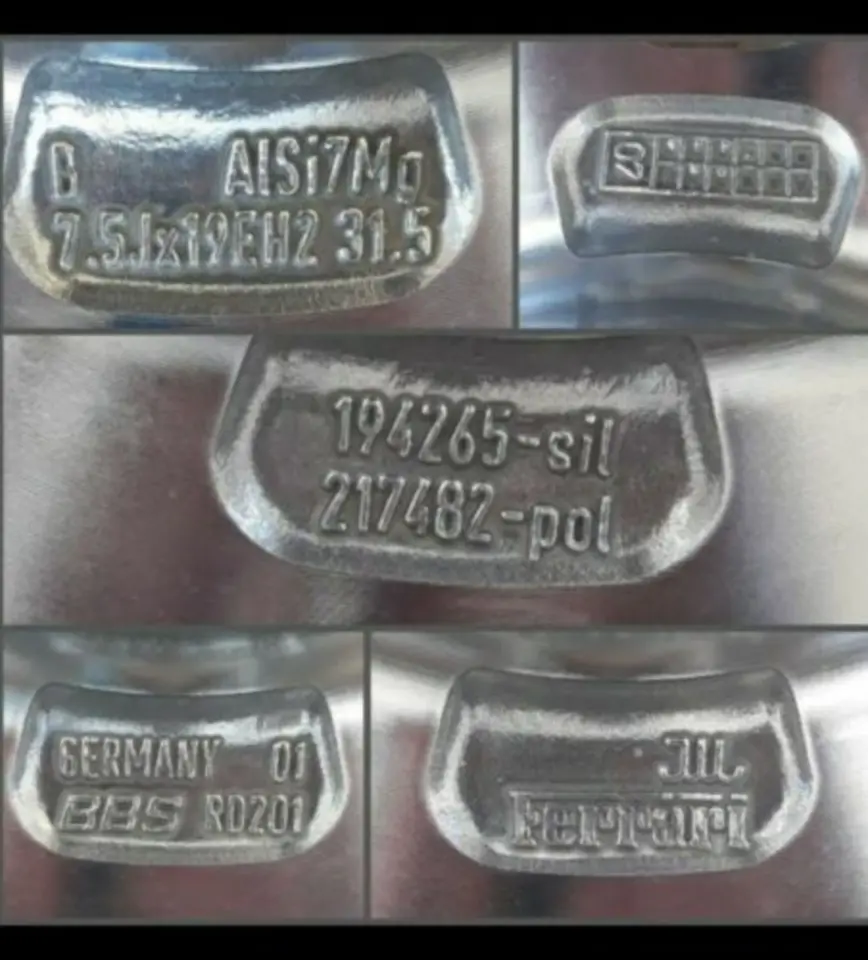 B AlSi7Mg
7.5Jx19EH2 31.5
194265-sil
217482-pol
GERMANY 01
BBS RD201
Ferrari